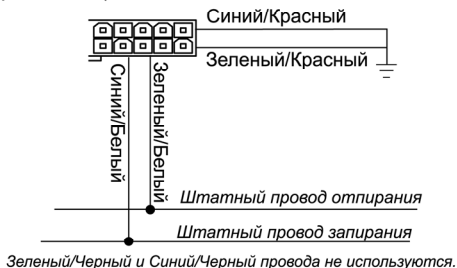 Синий/Красный
Зеленый/Красный
Синий/Белый
Зеленый/Белый
Штатный провод отпирания
Штатный провод запирания
Зеленый/Черный и Синий/Черный провода не используются.